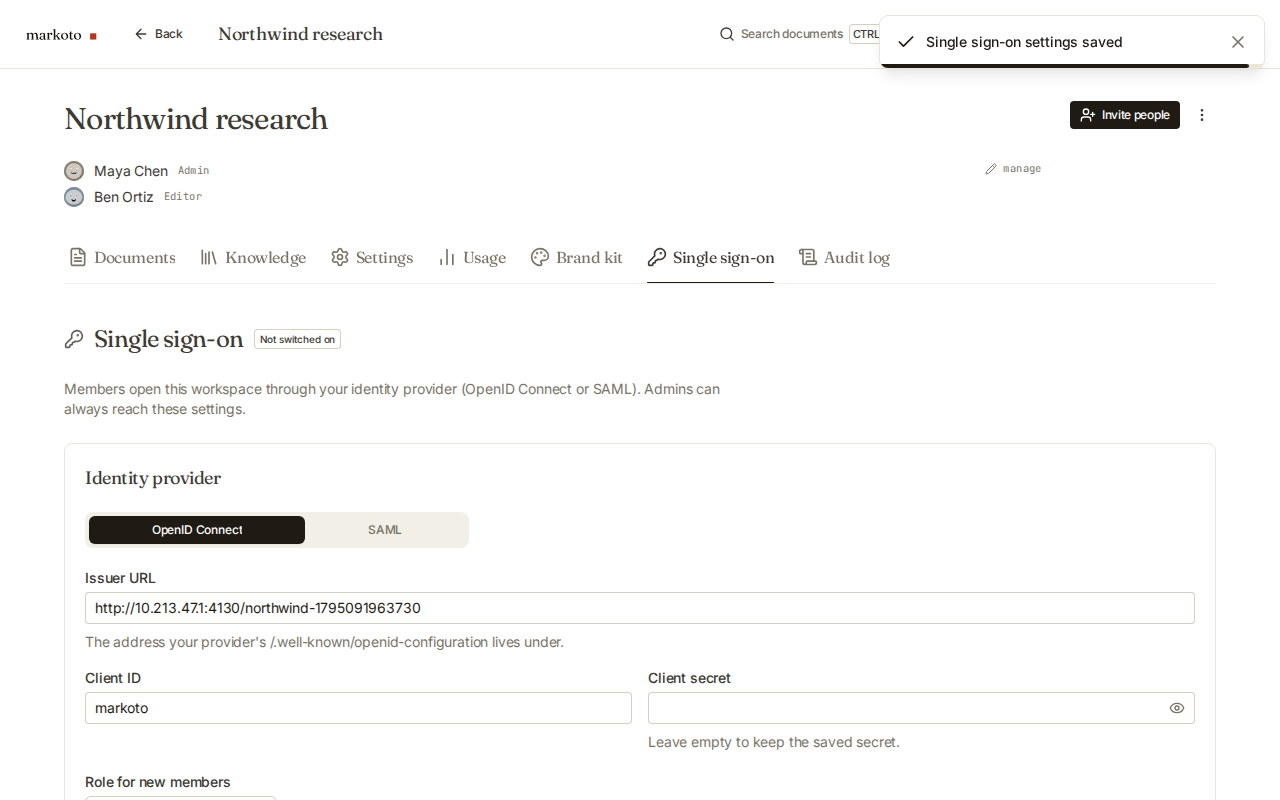 markoto
Back
Northwind research
Search documents CTRL
Single sign-on settings saved
Northwind research
Invite people
Maya Chen Admin
manage
Ben Ortiz Editor
Documents Knowledge Settings Usage Brand kit Single sign-on Audit log
Single sign-on Not switched on
Members open this workspace through your identity provider (OpenID Connect or SAML). Admins can
always reach these settings.
Identity provider
OpenID Connect SAML
Issuer URL
http://10.213.47.1:4130/northwind-1795091963730
The address your provider's /.well-known/openid-configuration lives under.
Client ID Client secret
markoto
Leave empty to keep the saved secret.
Role for new members